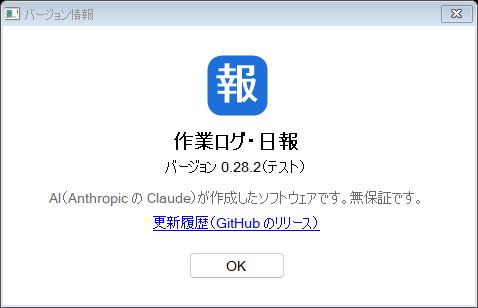 バージョン情報
報
作業ログ・日報
バージョン 0.28.2(テスト)
AI(Anthropic の Claude)が作成したソフトウェアです。無保証です。
更新履歴(GitHub のリリース)
OK